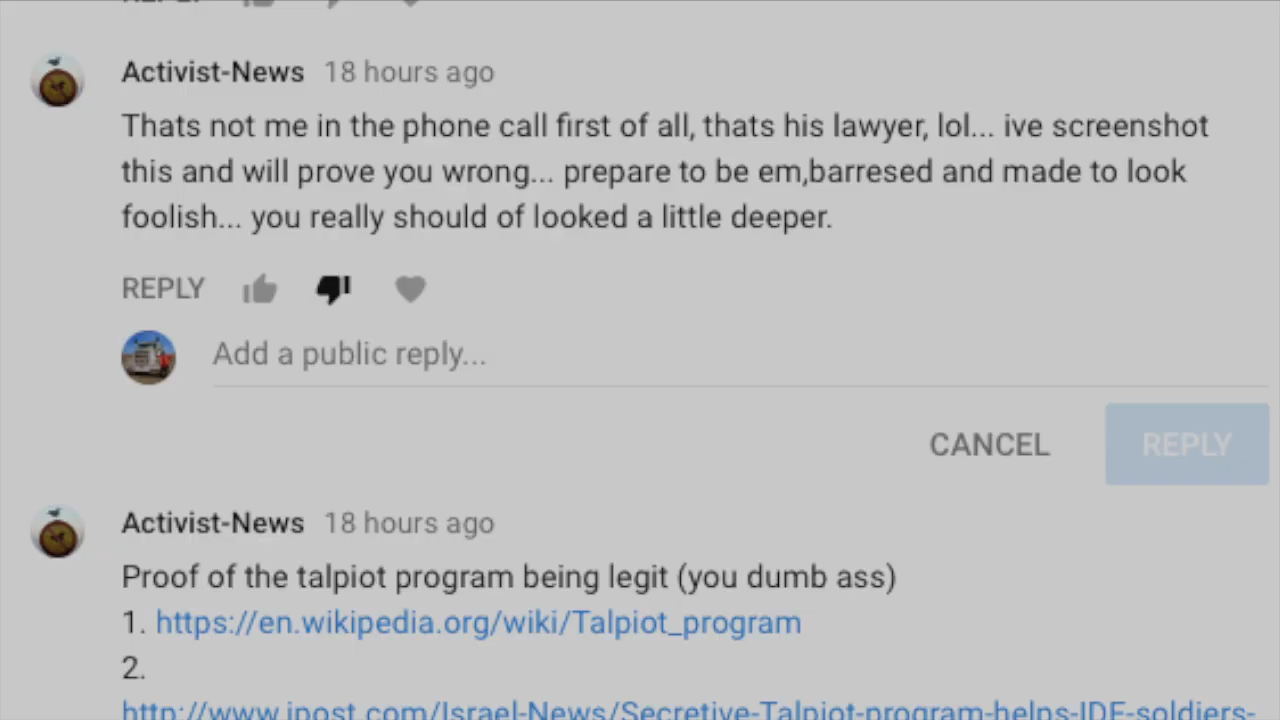 REPLY
Activist-News 18 hours ago
Thats not me in the phone call first of all, thats his lawyer, lol... ive screenshot
this and will prove you wrong... prepare to be em,barresed and made to look
foolish... you really should of looked a little deeper.
REPLY
Add a public reply...
CANCEL REPLY
Activist-News 18 hours ago
Proof of the talpiot program being legit (you dumb ass)
1. https://en.wikipedia.org/wiki/Talpiot_program
2.
http://www.jpost.com/Israel-News/Secretive-Talpiot-program-helps-IDF-soldiers-